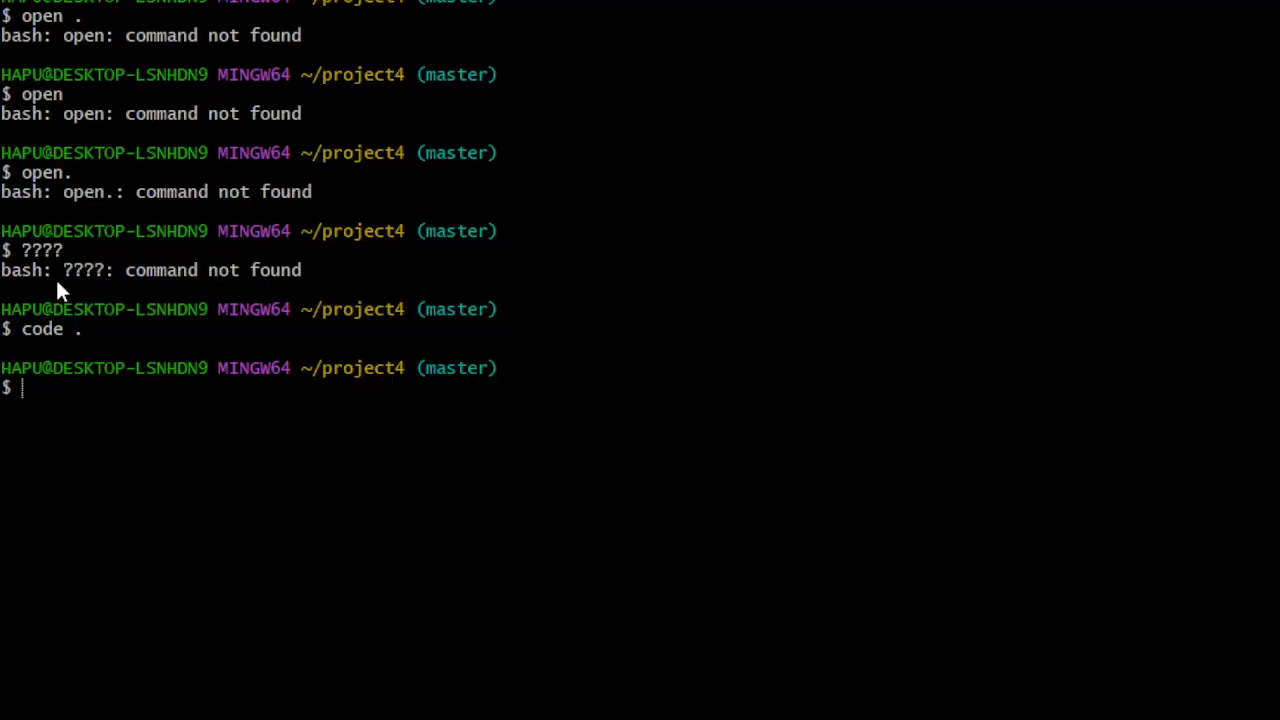 $ open .
bash: open: command not found
HAPU@DESKTOP-LSNHDN9 MINGW64 ~/project4 (master)
$ open
bash: open: command not found
HAPU@DESKTOP-LSNHDN9 MINGW64 ~/project4 (master)
$ open.
bash: open.: command not found
HAPU@DESKTOP-LSNHDN9 MINGW64 ~/project4 (master)
$ ????
bash: ????: command not found
HAPU@DESKTOP-LSNHDN9 MINGW64 ~/project4 (master)
$ code .
HAPU@DESKTOP-LSNHDN9 MINGW64 ~/project4 (master)
$